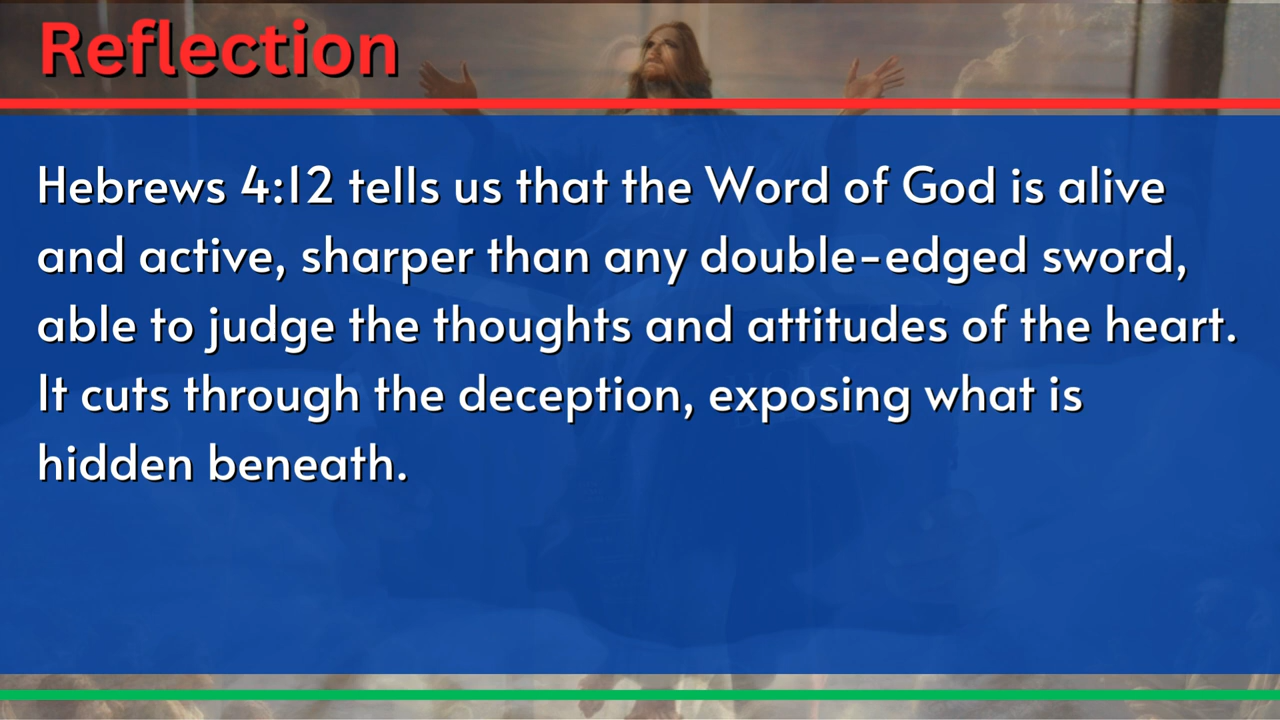 Reflection
Hebrews 4:12 tells us that the Word of God is alive
and active, sharper than any double-edged sword,
able to judge the thoughts and attitudes of the heart.
It cuts through the deception, exposing what is
hidden beneath.